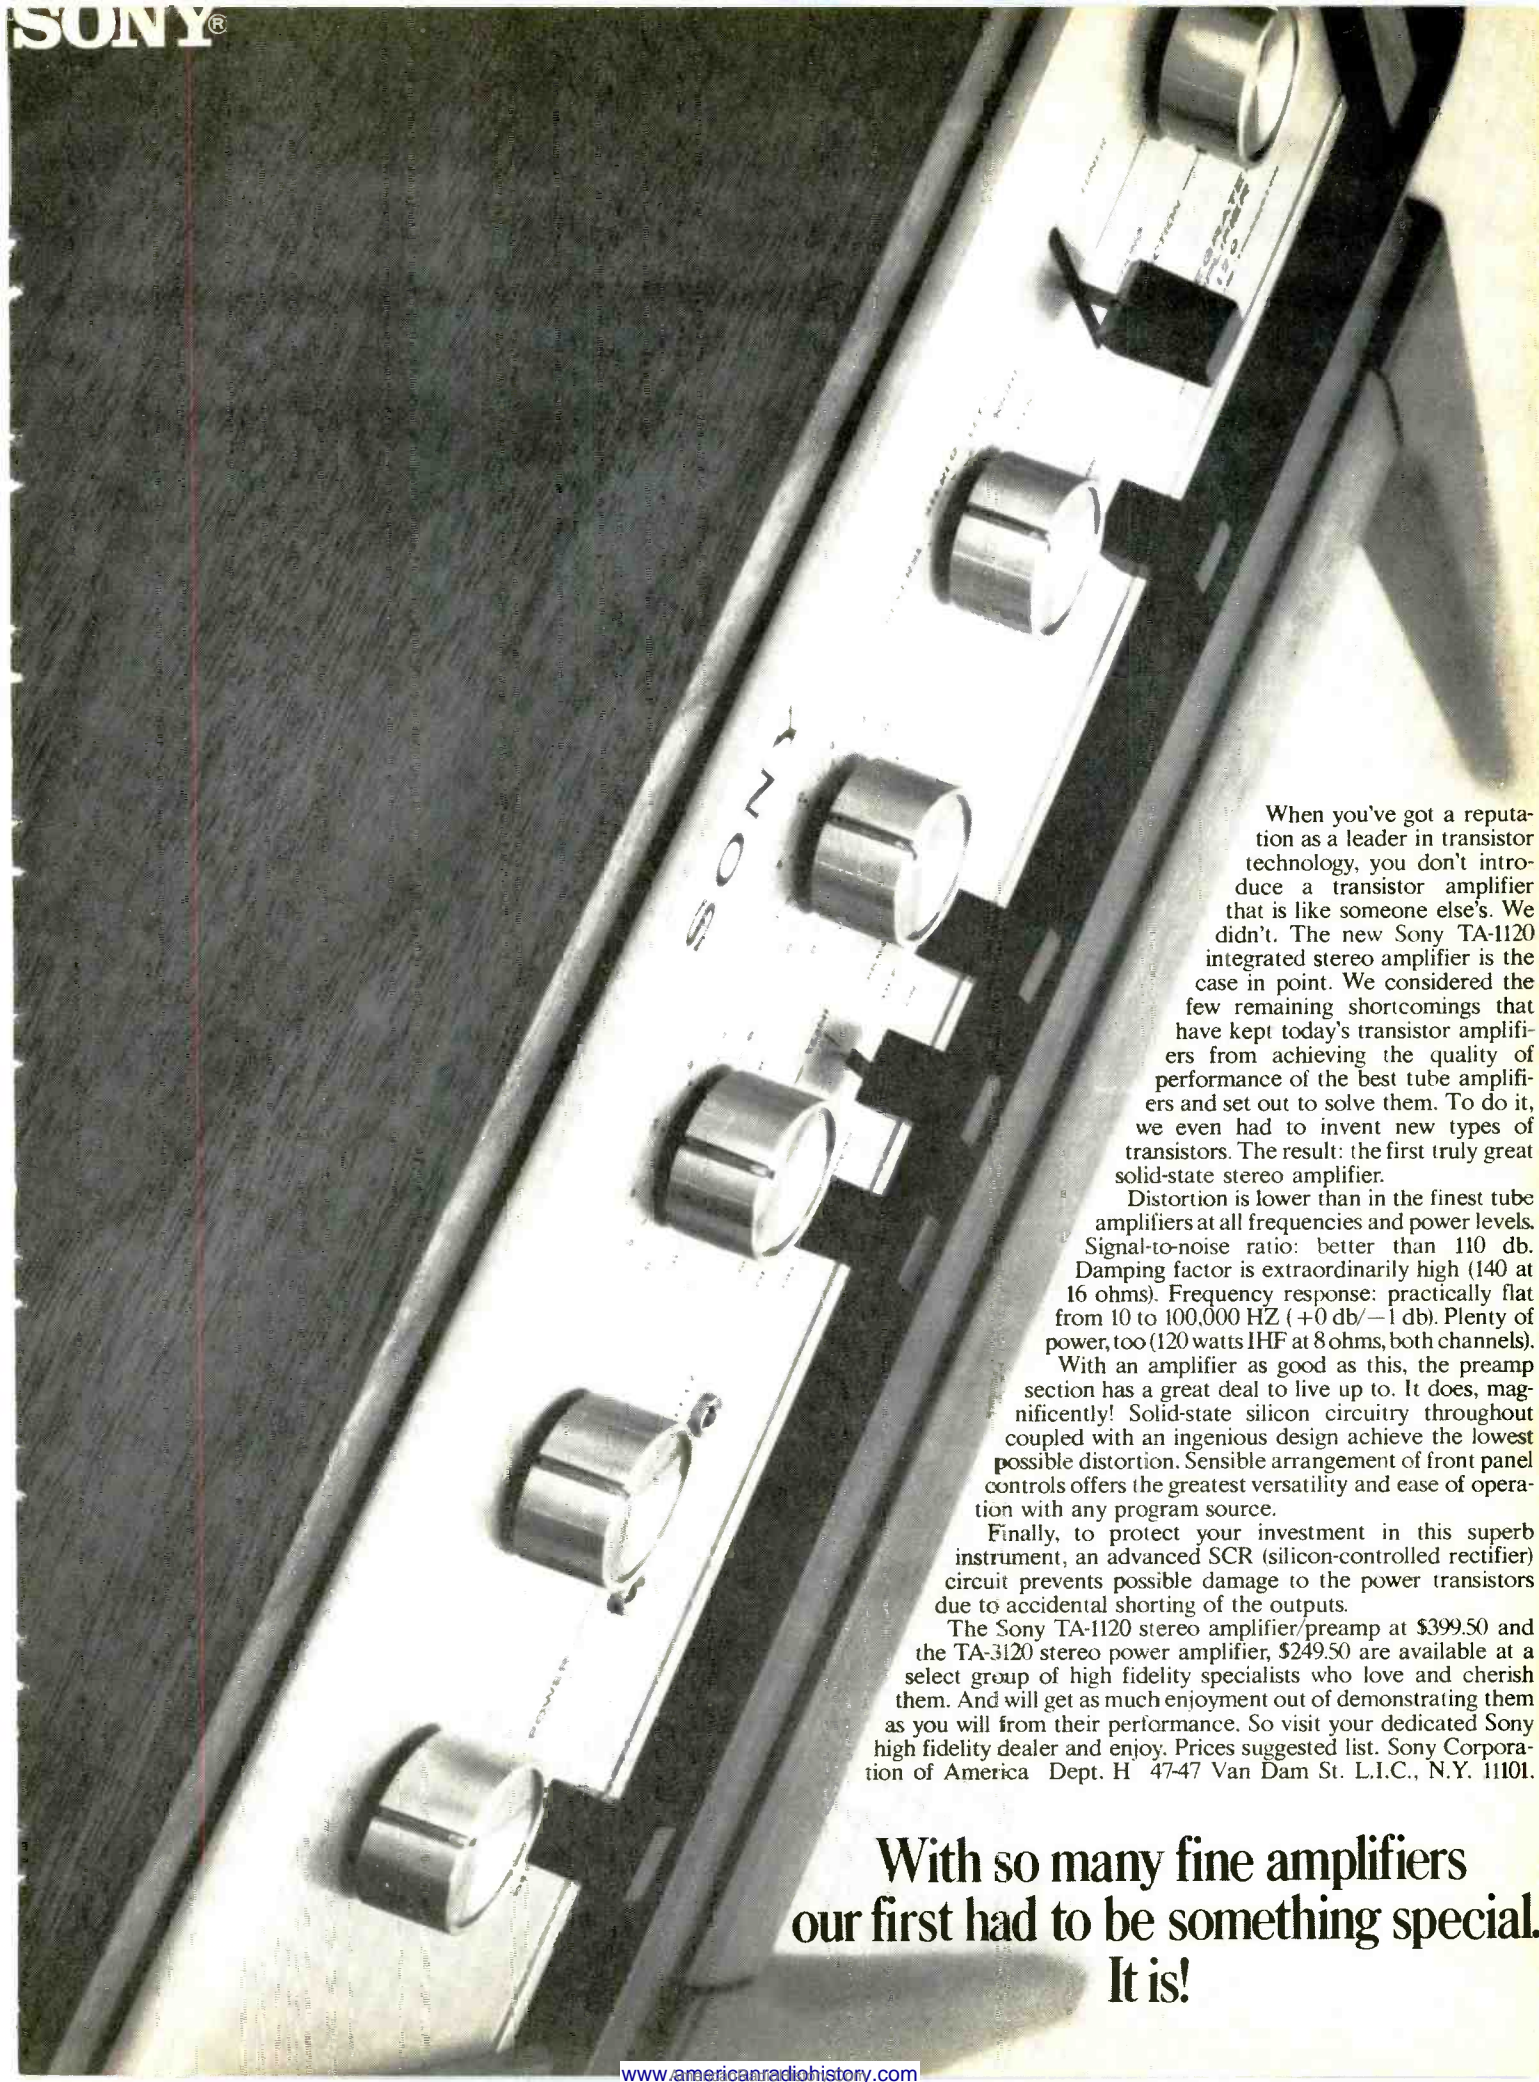 SONY®
SONY
POWER
When you've got a reputa-
tion as a leader in transistor
technology, you don't intro-
duce a transistor amplifier
that is like someone else's. We
didn't. The new Sony TA-1120
integrated stereo amplifier is the
case in point. We considered the
few remaining shortcomings that
have kept today's transistor amplifi-
ers from achieving the quality of
performance of the best tube amplifi-
ers and set out to solve them. To do it,
we even had to invent new types of
transistors. The result: the first truly great
solid-state stereo amplifier.
Distortion is lower than in the finest tube
amplifiers at all frequencies and power levels.
Signal-to-noise ratio: better than 110 db.
Damping factor is extraordinarily high (140 at
16 ohms). Frequency response: practically flat
from 10 to 100,000 HZ (+0 db/—1 db). Plenty of
power, too (120 watts IHF at 8 ohms, both channels).
With an amplifier as good as this, the preamp
section has a great deal to live up to. It does, mag-
nificently! Solid-state silicon circuitry throughout
coupled with an ingenious design achieve the lowest
possible distortion. Sensible arrangement of front panel
controls offers the greatest versatility and ease of opera-
tion with any program source.
Finally, to protect your investment in this superb
instrument, an advanced SCR (silicon-controlled rectifier)
circuit prevents possible damage to the power transistors
due to accidental shorting of the outputs.
The Sony TA-1120 stereo amplifier/preamp at $399.50 and
the TA-3120 stereo power amplifier, $249.50 are available at a
select group of high fidelity specialists who love and cherish
them. And will get as much enjoyment out of demonstrating them
as you will from their performance. So visit your dedicated Sony
high fidelity dealer and enjoy. Prices suggested list. Sony Corpora-
tion of America Dept. H 47-47 Van Dam St. L.I.C., N.Y. 11101.
With so many fine amplifiers
our first had to be something special.
It is!
www.americanradiohistory.com